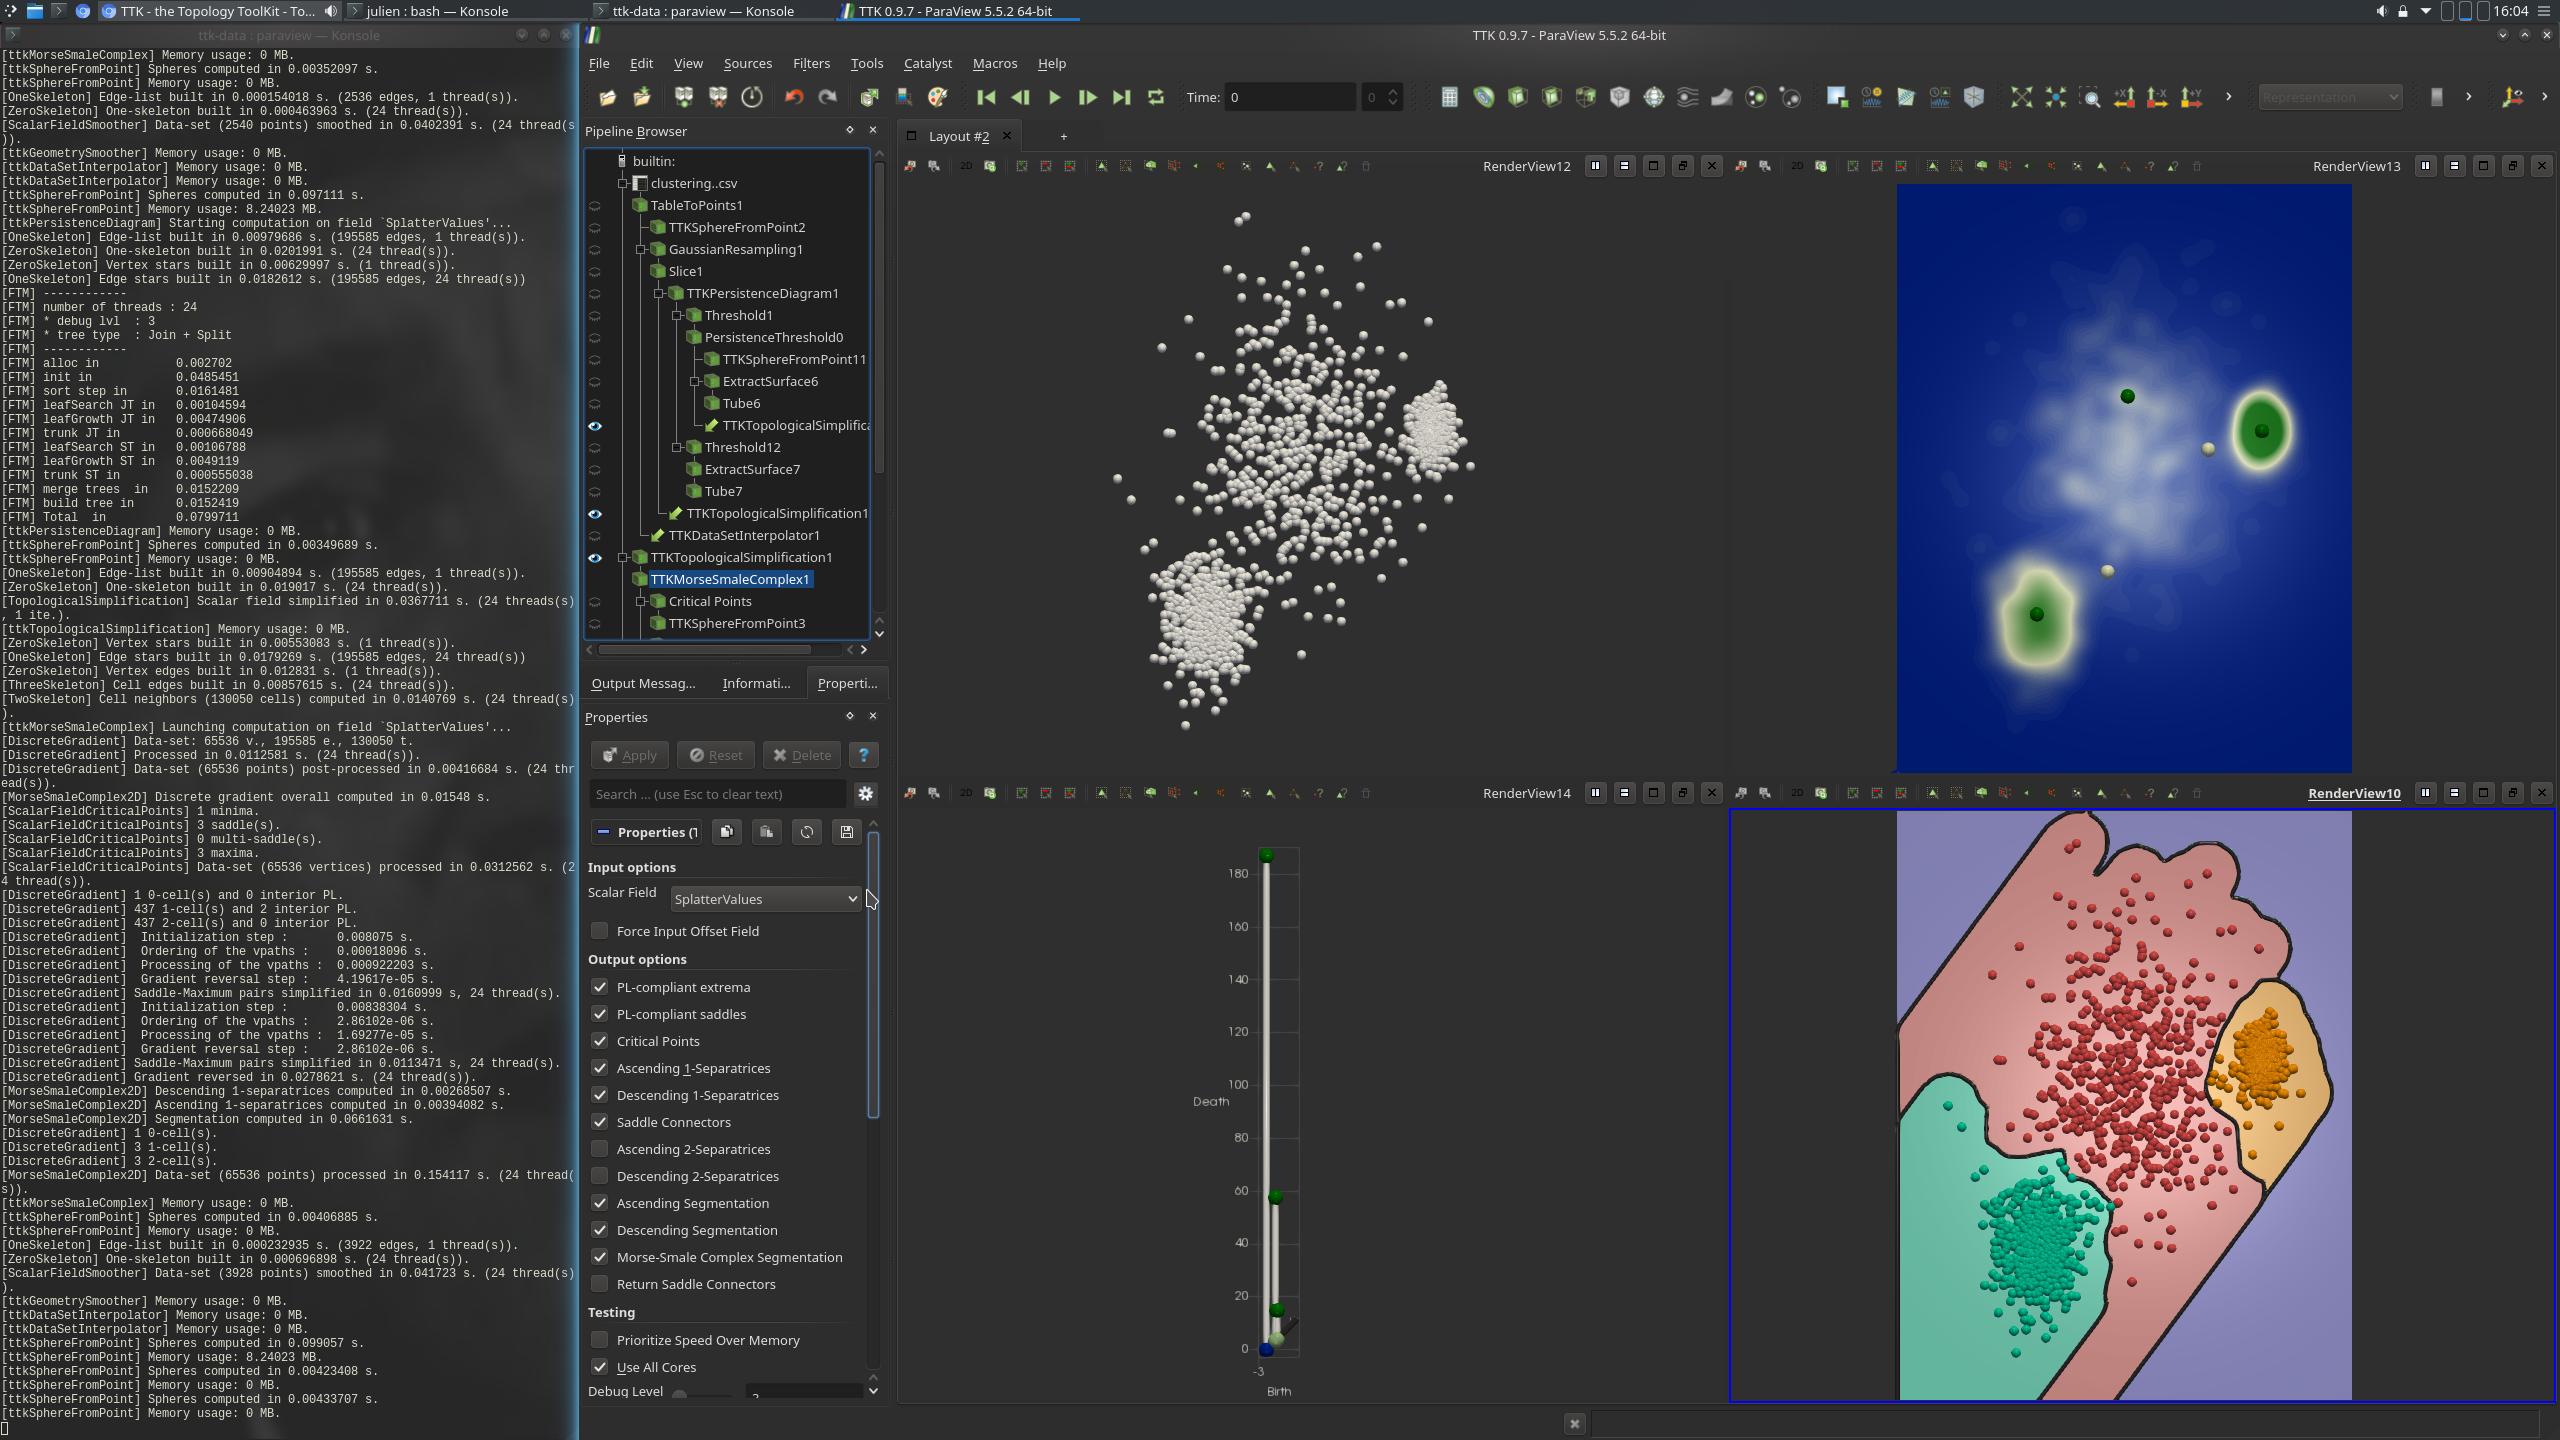 TTK - the Topology ToolKit - To...
julien : bash — Konsole
ttk-data : paraview — Konsole
TTK 0.9.7 - ParaView 5.5.2 64-bit
16:04
ttk-data : paraview — Konsole
[ttkMorseSmaleComplex] Memory usage: 0 MB.
[ttkSphereFromPoint] Spheres computed in 0.00352097 s.
[ttkSphereFromPoint] Memory usage: 0 MB.
[OneSkeleton] Edge-list built in 0.000154018 s. (2536 edges, 1 thread(s)).
[ZeroSkeleton] One-skeleton built in 0.000463963 s. (24 thread(s)).
[ScalarFieldSmoother] Data-set (2540 points) smoothed in 0.0402391 s. (24 thread(s
)).
[ttkGeometrySmoother] Memory usage: 0 MB.
[ttkDataSetInterpolator] Memory usage: 0 MB.
[ttkDataSetInterpolator] Memory usage: 0 MB.
[ttkSphereFromPoint] Spheres computed in 0.097111 s.
[ttkSphereFromPoint] Memory usage: 8.24023 MB.
[ttkPersistenceDiagram] Starting computation on field `SplatterValues'...
[OneSkeleton] Edge-list built in 0.00979686 s. (195585 edges, 1 thread(s)).
[ZeroSkeleton] One-skeleton built in 0.0201991 s. (24 thread(s)).
[ZeroSkeleton] Vertex stars built in 0.00629997 s. (1 thread(s)).
[OneSkeleton] Edge stars built in 0.0182612 s. (195585 edges, 24 thread(s))
[FTM] ------------
[FTM] number of threads : 24
[FTM] * debug lvl  : 3
[FTM] * tree type  : Join + Split
[FTM] ------------
[FTM] alloc in 0.002702
[FTM] init in 0.0485451
[FTM] sort step in 0.0161481
[FTM] leafSearch JT in 0.00104594
[FTM] leafGrowth JT in 0.00474906
[FTM] trunk JT in 0.000668049
[FTM] leafSearch ST in 0.00106788
[FTM] leafGrowth ST in 0.0049119
[FTM] trunk ST in 0.000555038
[FTM] merge trees  in 0.0152209
[FTM] build tree in 0.0152419
[FTM] Total  in 0.0799711
[ttkPersistenceDiagram] Memory usage: 0 MB.
[ttkSphereFromPoint] Spheres computed in 0.00349689 s.
[ttkSphereFromPoint] Memory usage: 0 MB.
[OneSkeleton] Edge-list built in 0.00904894 s. (195585 edges, 1 thread(s)).
[ZeroSkeleton] One-skeleton built in 0.019017 s. (24 thread(s)).
[TopologicalSimplification] Scalar field simplified in 0.0367711 s. (24 threads(s)
, 1 ite.).
[ttkTopologicalSimplification] Memory usage: 0 MB.
[ZeroSkeleton] Vertex stars built in 0.00553083 s. (1 thread(s)).
[OneSkeleton] Edge stars built in 0.0179269 s. (195585 edges, 24 thread(s))
[ZeroSkeleton] Vertex edges built in 0.012831 s. (1 thread(s)).
[ThreeSkeleton] Cell edges built in 0.00857615 s. (24 thread(s)).
[TwoSkeleton] Cell neighbors (130050 cells) computed in 0.0140769 s. (24 thread(s)
).
[ttkMorseSmaleComplex] Launching computation on field `SplatterValues'...
[DiscreteGradient] Data-set: 65536 v., 195585 e., 130050 t.
[DiscreteGradient] Processed in 0.0112581 s. (24 thread(s)).
[DiscreteGradient] Data-set (65536 points) post-processed in 0.00416684 s. (24 thr
ead(s)).
[MorseSmaleComplex2D] Discrete gradient overall computed in 0.01548 s.
[ScalarFieldCriticalPoints] 1 minima.
[ScalarFieldCriticalPoints] 3 saddle(s).
[ScalarFieldCriticalPoints] 0 multi-saddle(s).
[ScalarFieldCriticalPoints] 3 maxima.
[ScalarFieldCriticalPoints] Data-set (65536 vertices) processed in 0.0312562 s. (2
4 thread(s)).
[DiscreteGradient] 1 0-cell(s) and 0 interior PL.
[DiscreteGradient] 437 1-cell(s) and 2 interior PL.
[DiscreteGradient] 437 2-cell(s) and 0 interior PL.
[DiscreteGradient]  Initialization step : 0.008075 s.
[DiscreteGradient]  Ordering of the vpaths : 0.00018096 s.
[DiscreteGradient]  Processing of the vpaths : 0.000922203 s.
[DiscreteGradient]  Gradient reversal step : 4.19617e-05 s.
[DiscreteGradient] Saddle-Maximum pairs simplified in 0.0160999 s, 24 thread(s).
[DiscreteGradient]  Initialization step : 0.00838304 s.
[DiscreteGradient]  Ordering of the vpaths : 2.86102e-06 s.
[DiscreteGradient]  Processing of the vpaths : 1.69277e-05 s.
[DiscreteGradient]  Gradient reversal step : 2.86102e-06 s.
[DiscreteGradient] Saddle-Maximum pairs simplified in 0.0113471 s, 24 thread(s).
[DiscreteGradient] Gradient reversed in 0.0278621 s. (24 thread(s)).
[MorseSmaleComplex2D] Descending 1-separatrices computed in 0.00268507 s.
[MorseSmaleComplex2D] Ascending 1-separatrices computed in 0.00394082 s.
[MorseSmaleComplex2D] Segmentation computed in 0.0661631 s.
[DiscreteGradient] 1 0-cell(s).
[DiscreteGradient] 3 1-cell(s).
[DiscreteGradient] 3 2-cell(s).
[MorseSmaleComplex2D] Data-set (65536 points) processed in 0.154117 s. (24 thread(
s)).
[ttkMorseSmaleComplex] Memory usage: 0 MB.
[ttkSphereFromPoint] Spheres computed in 0.00406885 s.
[ttkSphereFromPoint] Memory usage: 0 MB.
[OneSkeleton] Edge-list built in 0.000232935 s. (3922 edges, 1 thread(s)).
[ZeroSkeleton] One-skeleton built in 0.000696898 s. (24 thread(s)).
[ScalarFieldSmoother] Data-set (3928 points) smoothed in 0.041723 s. (24 thread(s)
).
[ttkGeometrySmoother] Memory usage: 0 MB.
[ttkDataSetInterpolator] Memory usage: 0 MB.
[ttkDataSetInterpolator] Memory usage: 0 MB.
[ttkSphereFromPoint] Spheres computed in 0.099057 s.
[ttkSphereFromPoint] Memory usage: 8.24023 MB.
[ttkSphereFromPoint] Spheres computed in 0.00423408 s.
[ttkSphereFromPoint] Memory usage: 0 MB.
[ttkSphereFromPoint] Spheres computed in 0.00433707 s.
[ttkSphereFromPoint] Memory usage: 0 MB.
TTK 0.9.7 - ParaView 5.5.2 64-bit
File Edit View Sources Filters Tools Catalyst Macros Help
Time: 0
0
Representation
Pipeline Browser
builtin:
clustering..csv
TableToPoints1
TTKSphereFromPoint2
GaussianResampling1
Slice1
TTKPersistenceDiagram1
Threshold1
PersistenceThreshold0
TTKSphereFromPoint11
ExtractSurface6
Tube6
TTKTopologicalSimplifica
Threshold12
ExtractSurface7
Tube7
TTKTopologicalSimplification1
TTKDataSetInterpolator1
TTKTopologicalSimplification1
TTKMorseSmaleComplex1
Critical Points
TTKSphereFromPoint3
Output Messag...
Informati...
Properti...
Properties
Apply
Reset
Delete
?
Search ... (use Esc to clear text)
Properties (T
Input options
Scalar Field
SplatterValues
Force Input Offset Field
Output options
PL-compliant extrema
PL-compliant saddles
Critical Points
Ascending 1-Separatrices
Descending 1-Separatrices
Saddle Connectors
Ascending 2-Separatrices
Descending 2-Separatrices
Ascending Segmentation
Descending Segmentation
Morse-Smale Complex Segmentation
Return Saddle Connectors
Testing
Prioritize Speed Over Memory
Use All Cores
Debug Level
Layout #2
+
2D
RenderView12
2D
RenderView13
2D
RenderView14
2D
RenderView10
180
160
140
120
100
80
60
40
20
0
Death
-3
Birth